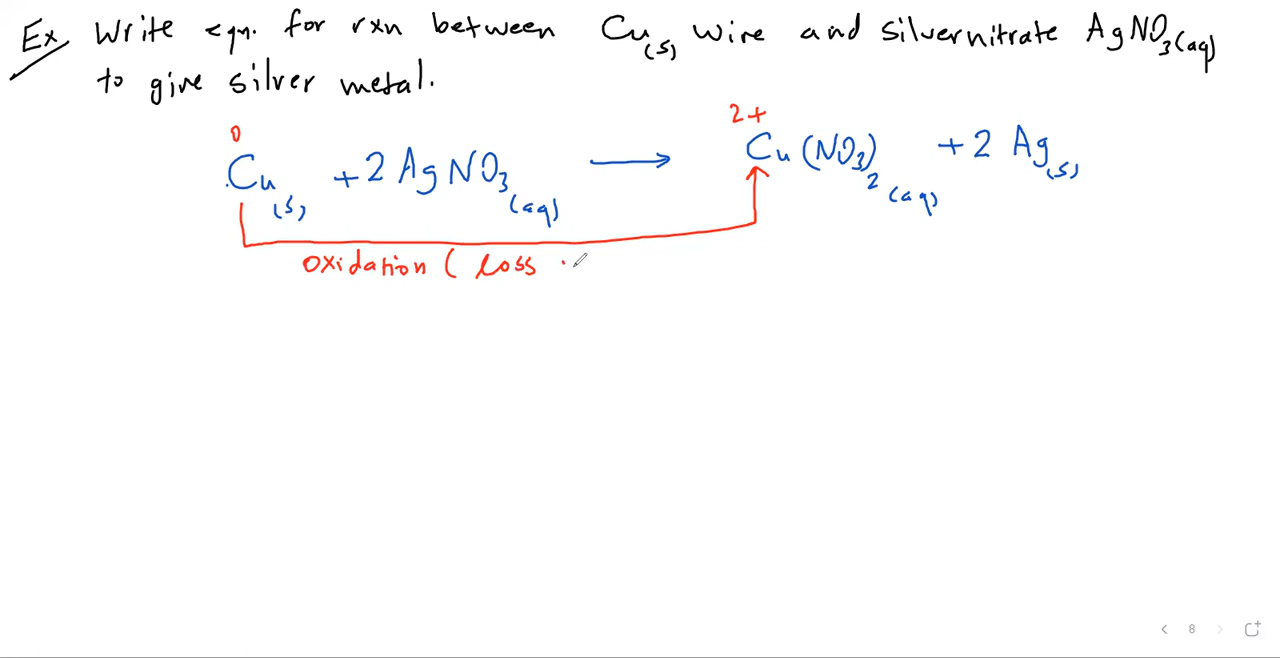 Ex Write eqn. for rxn between Cu(s) wire and silvernitrate AgNO3(aq)
to give silver metal.
0 2+
Cu(s) + 2 AgNO3(aq) → Cu(NO3)2(aq) + 2 Ag(s)
oxidation ( loss
8